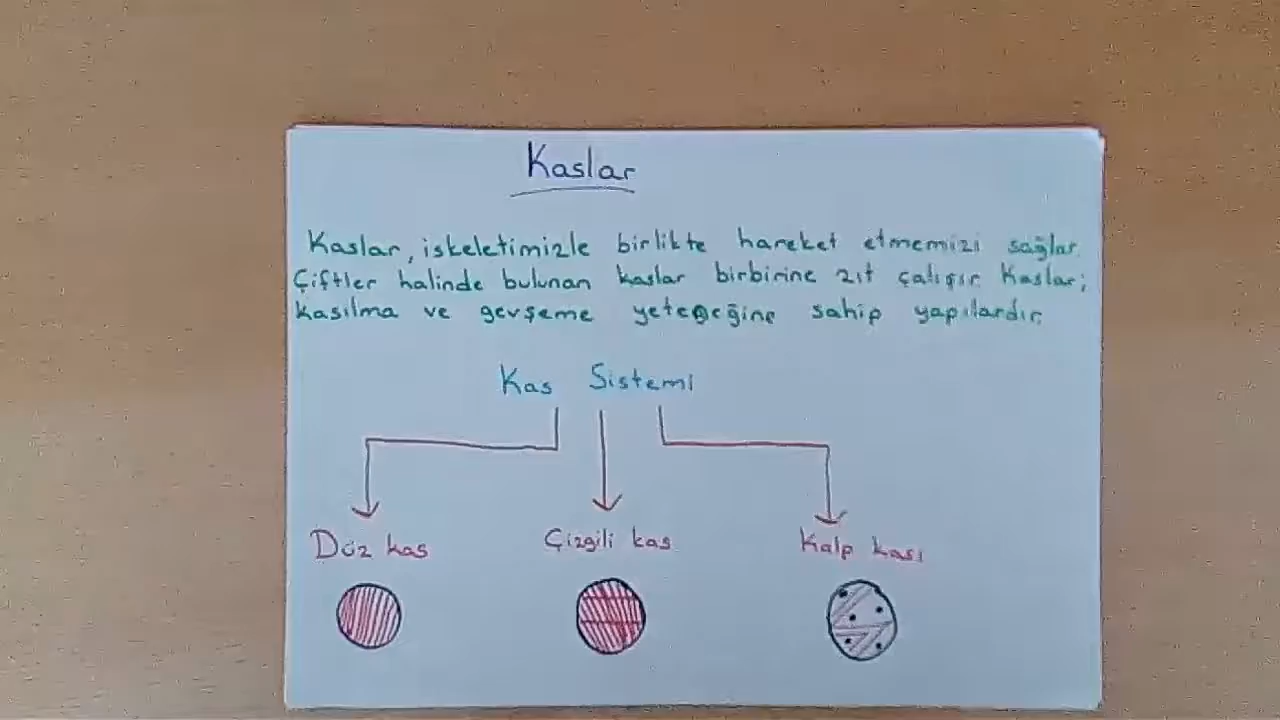 Kaslar
Kaslar, iskeletimizle birlikte hareket etmemizi sağlar.
Çiftler halinde bulunan kaslar birbirine zıt çalışır. Kaslar;
kasılma ve gevşeme yeteneğine sahip yapılardır.
Kas Sistemi
Düz kas Çizgili kas Kalp kası